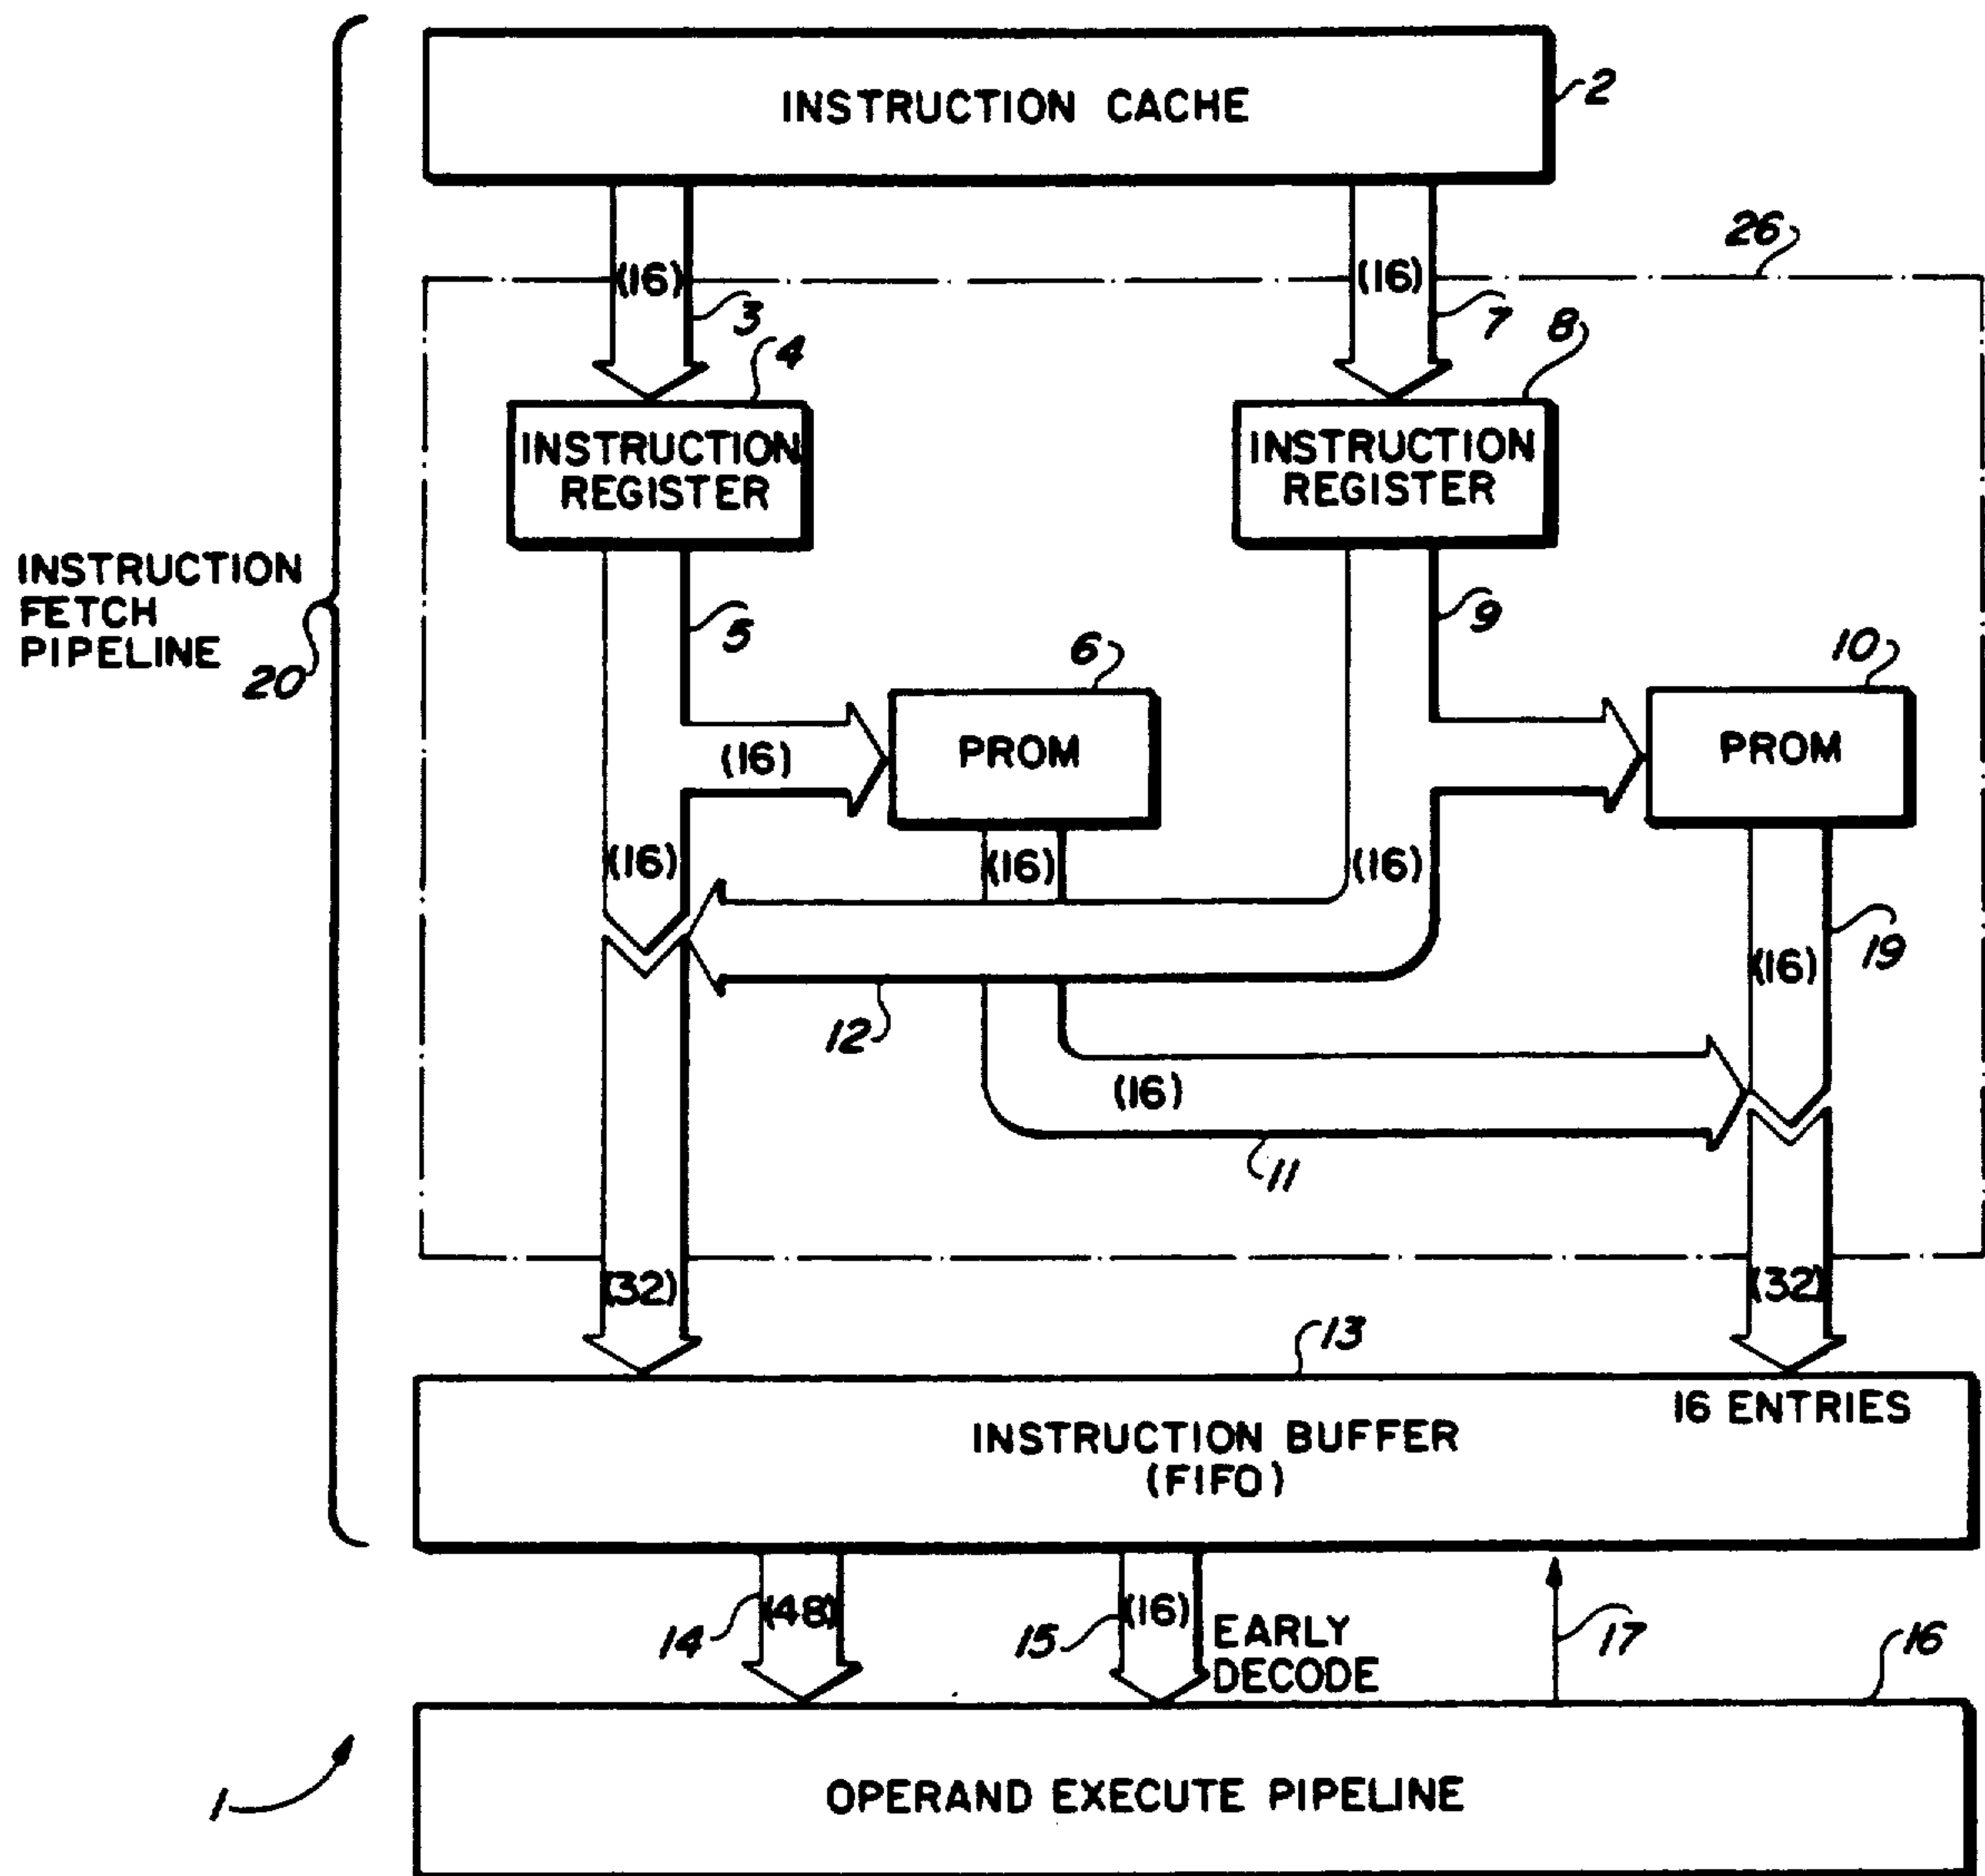 INSTRUCTION CACHE
2
26
(16)
(16)
3
7
4
8
INSTRUCTION
REGISTER
INSTRUCTION
REGISTER
INSTRUCTION
FETCH
PIPELINE
20
5
9
6
10
PROM
PROM
(16)
(16)
(16)
(16)
19
(16)
12
(16)
11
(32)
(32)
13
16 ENTRIES
INSTRUCTION BUFFER
(FIFO)
14
(48)
15
(16)
EARLY
DECODE
17
16
1
OPERAND EXECUTE PIPELINE